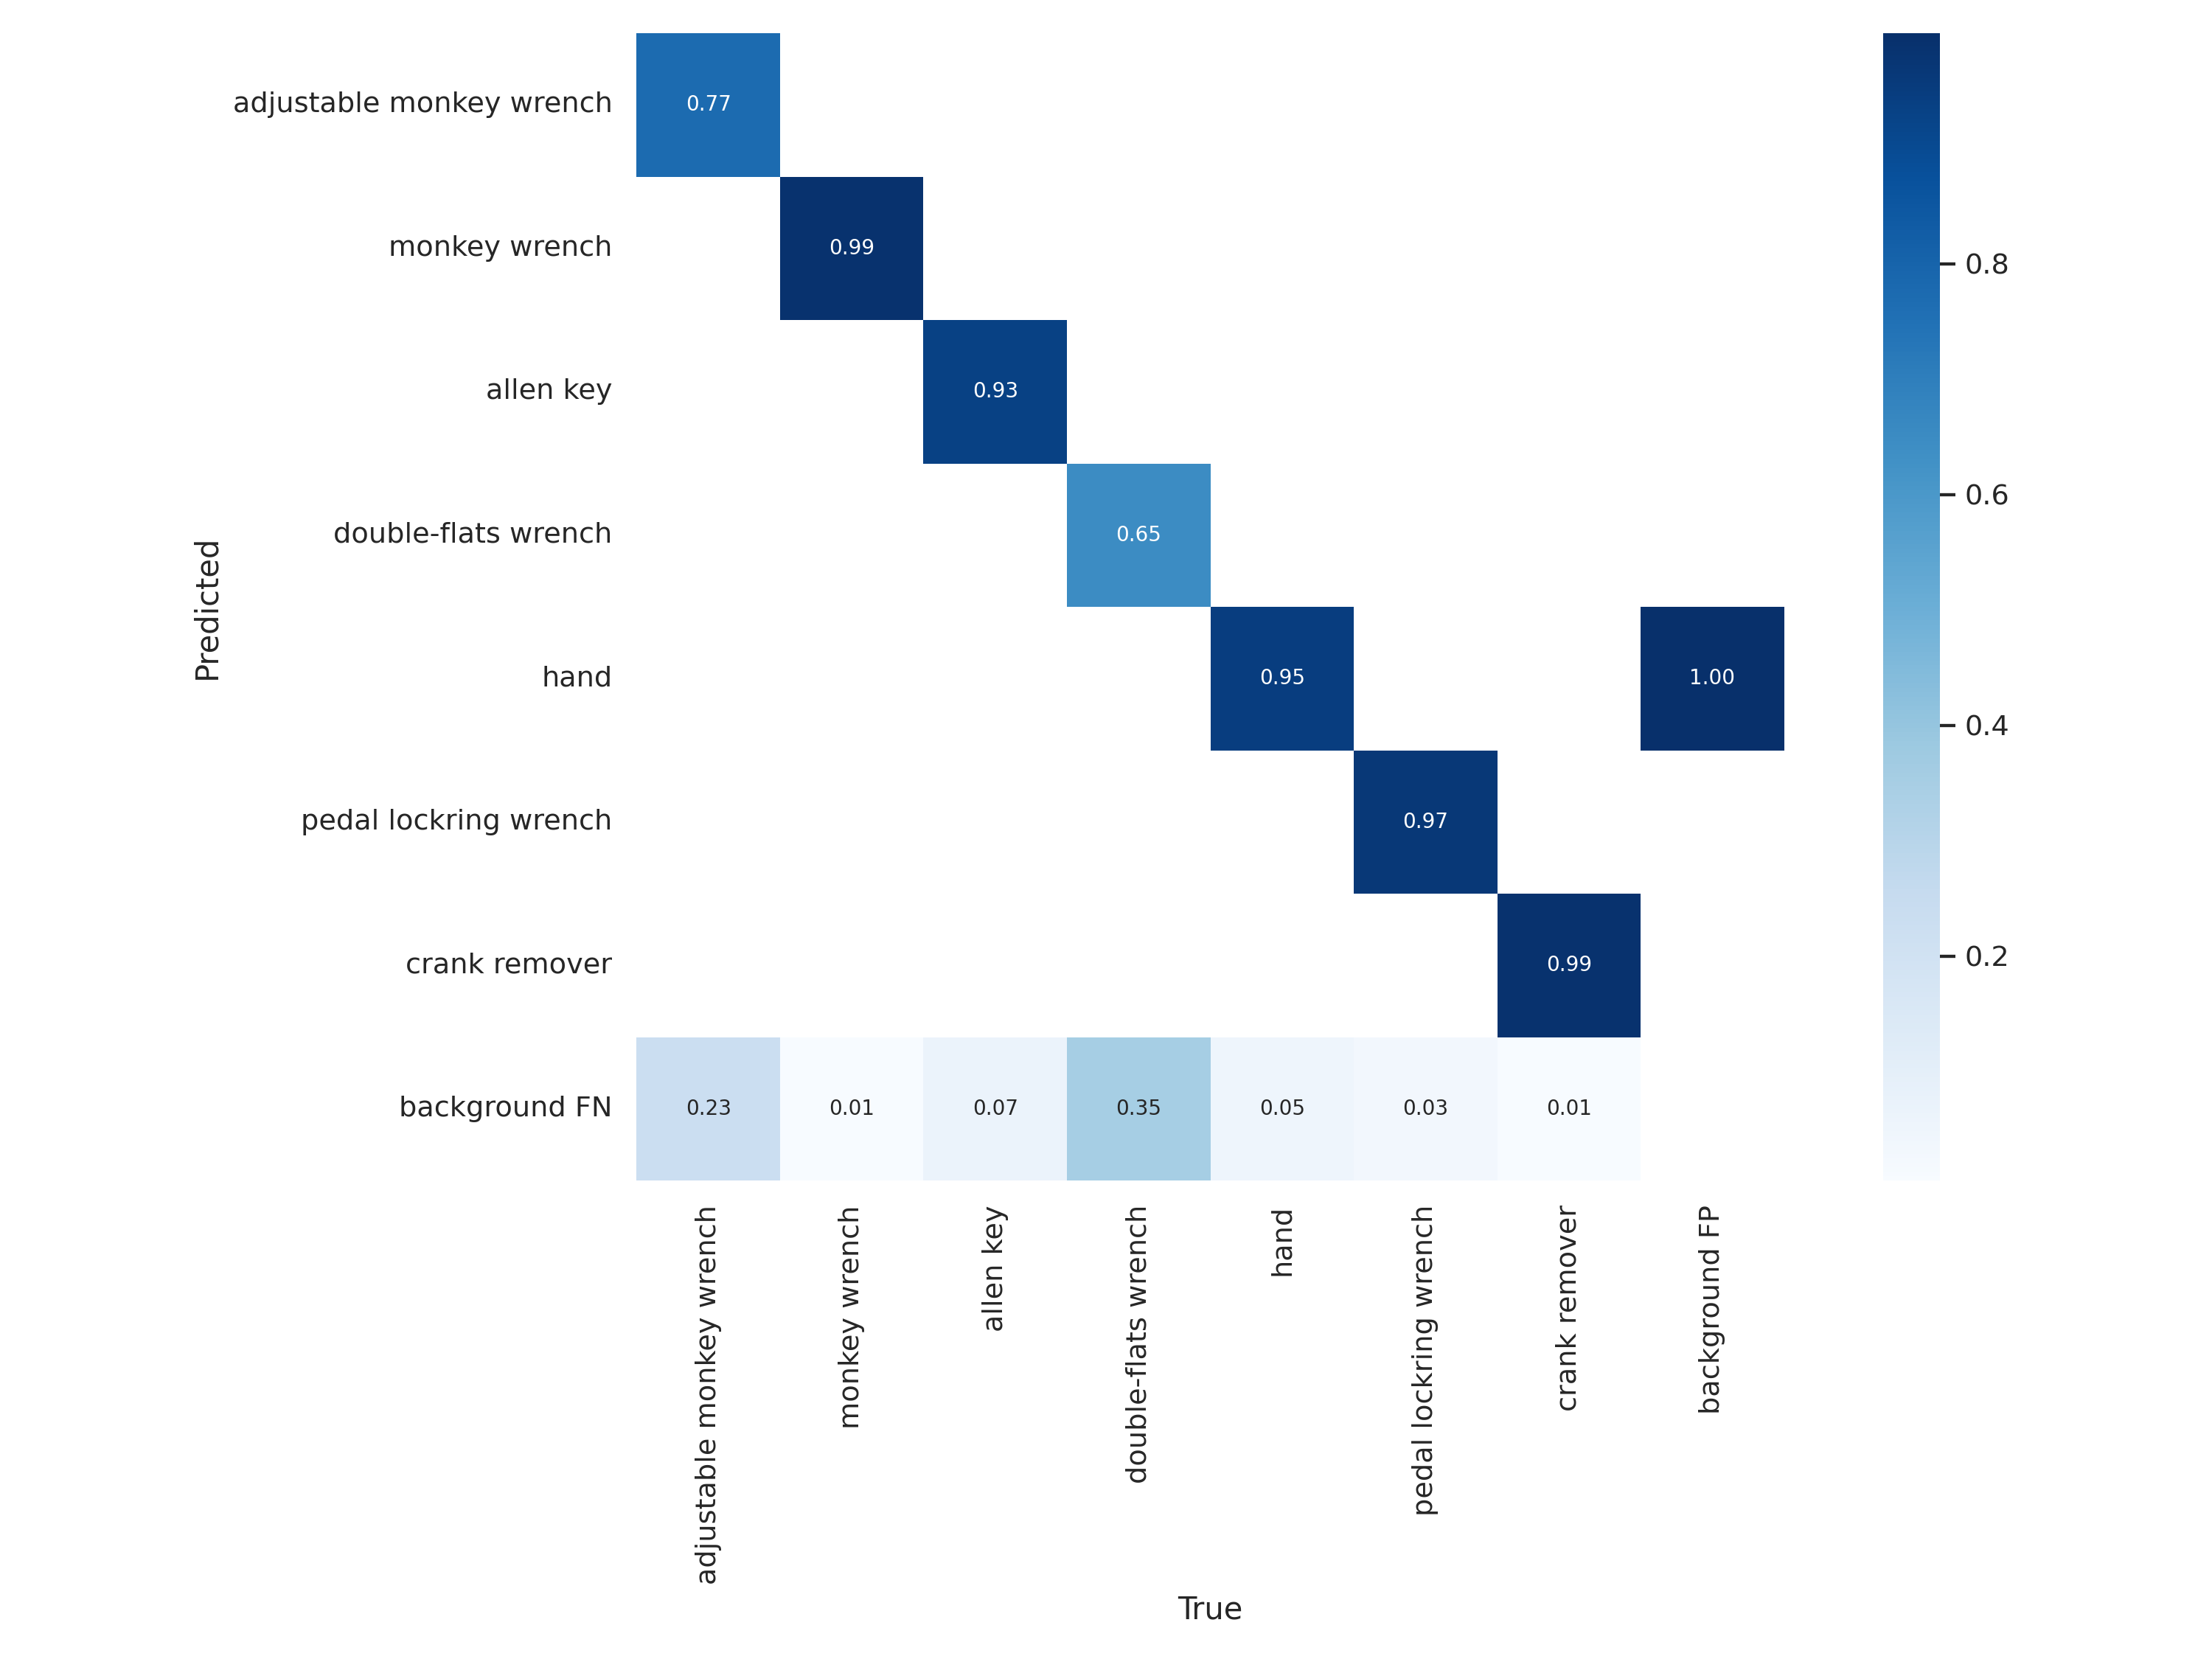 adjustable monkey wrench
0.77
monkey wrench
0.99
0.8
allen key
0.93
0.6
double-flats wrench
0.65
Predicted
hand
0.95
1.00
0.4
pedal lockring wrench
0.97
crank remover
0.99
0.2
background FN
0.23 0.01 0.07 0.35 0.05 0.03 0.01
adjustable monkey wrench
monkey wrench
allen key
double-flats wrench
hand
pedal lockring wrench
crank remover
background FP
True